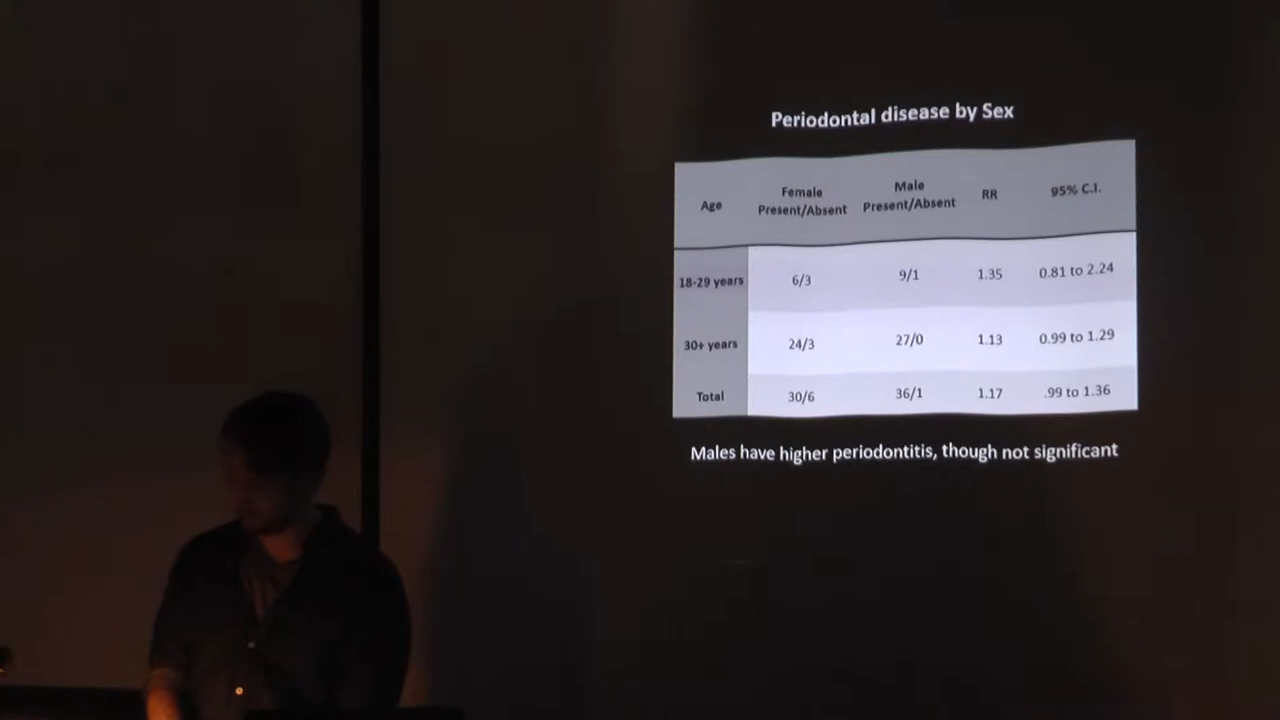 Periodontal disease by Sex
Age
Female
Present/Absent
Male
Present/Absent
RR
95% C.I.
18-29 years
6/3
9/1
1.35
0.81 to 2.24
30+ years
24/3
27/0
1.13
0.99 to 1.29
Total
30/6
36/1
1.17
.99 to 1.36
Males have higher periodontitis, though not significant